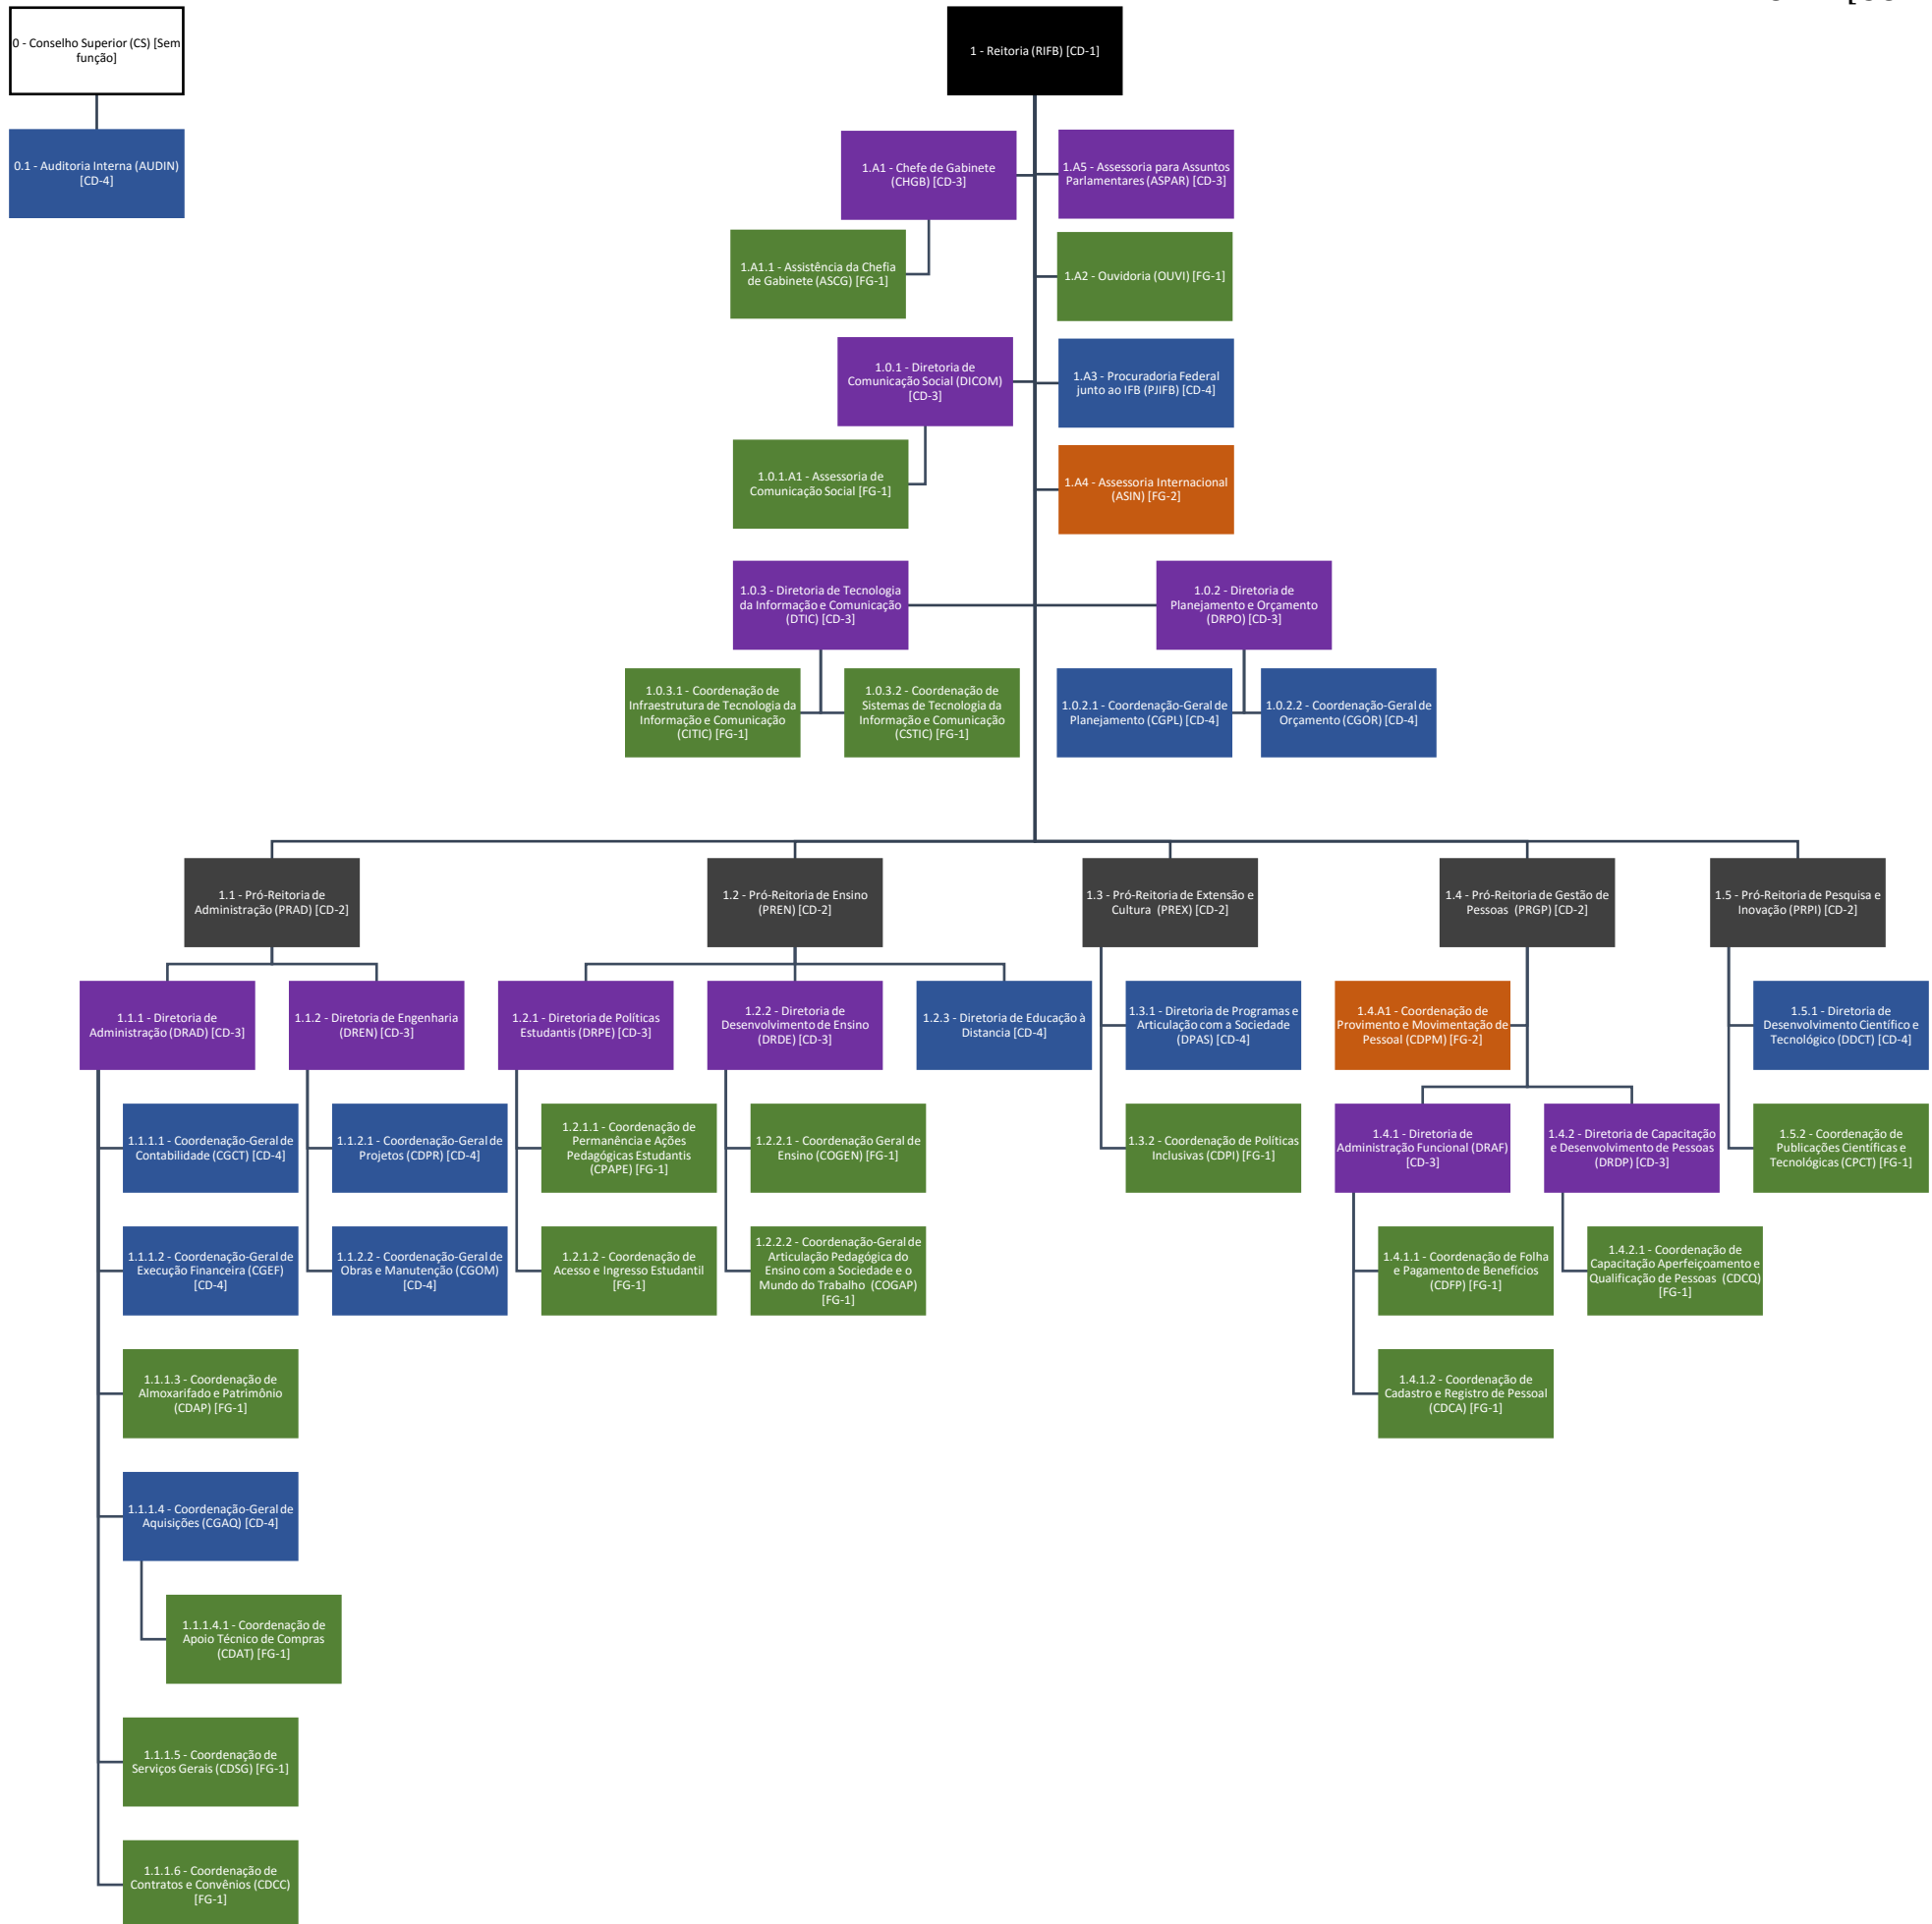 0 - Conselho Superior (CS) [Sem
função]
1 - Reitoria (RIFB) [CD-1]
0.1 - Auditoria Interna (AUDIN)
[CD-4]
1.A1 - Chefe de Gabinete
(CHGB) [CD-3]
1.A5 - Assessoria para Assuntos
Parlamentares (ASPAR) [CD-3]
1.A1.1 - Assistência da Chefia
de Gabinete (ASCG) [FG-1]
1.A2 - Ouvidoria (OUVI) [FG-1]
1.0.1 - Diretoria de
Comunicação Social (DICOM)
[CD-3]
1.A3 - Procuradoria Federal
junto ao IFB (PJIFB) [CD-4]
1.0.1.A1 - Assessoria de
Comunicação Social [FG-1]
1.A4 - Assessoria Internacional
(ASIN) [FG-2]
1.0.3 - Diretoria de Tecnologia
da Informação e Comunicação
(DTIC) [CD-3]
1.0.2 - Diretoria de
Planejamento e Orçamento
(DRPO) [CD-3]
1.0.3.1 - Coordenação de
Infraestrutura de Tecnologia da
Informação e Comunicação
(CITIC) [FG-1]
1.0.3.2 - Coordenação de
Sistemas de Tecnologia da
Informação e Comunicação
(CSTIC) [FG-1]
1.0.2.1 - Coordenação-Geral de
Planejamento (CGPL) [CD-4]
1.0.2.2 - Coordenação-Geral de
Orçamento (CGOR) [CD-4]
1.1 - Pró-Reitoria de
Administração (PRAD) [CD-2]
1.2 - Pró-Reitoria de Ensino
(PREN) [CD-2]
1.3 - Pró-Reitoria de Extensão e
Cultura (PREX) [CD-2]
1.4 - Pró-Reitoria de Gestão de
Pessoas (PRGP) [CD-2]
1.5 - Pró-Reitoria de Pesquisa e
Inovação (PRPI) [CD-2]
1.1.1 - Diretoria de
Administração (DRAD) [CD-3]
1.1.2 - Diretoria de Engenharia
(DREN) [CD-3]
1.2.1 - Diretoria de Políticas
Estudantis (DRPE) [CD-3]
1.2.2 - Diretoria de
Desenvolvimento de Ensino
(DRDE) [CD-3]
1.2.3 - Diretoria de Educação à
Distancia [CD-4]
1.3.1 - Diretoria de Programas e
Articulação com a Sociedade
(DPAS) [CD-4]
1.4.A1 - Coordenação de
Provimento e Movimentação de
Pessoal (CDPM) [FG-2]
1.5.1 - Diretoria de
Desenvolvimento Científico e
Tecnológico (DDCT) [CD-4]
1.1.1.1 - Coordenação-Geral de
Contabilidade (CGCT) [CD-4]
1.1.2.1 - Coordenação-Geral de
Projetos (CDPR) [CD-4]
1.2.1.1 - Coordenação de
Permanência e Ações
Pedagógicas Estudantis
(CPAPE) [FG-1]
1.2.2.1 - Coordenação Geral de
Ensino (COGEN) [FG-1]
1.3.2 - Coordenação de Políticas
Inclusivas (CDPI) [FG-1]
1.4.1 - Diretoria de
Administração Funcional (DRAF)
[CD-3]
1.4.2 - Diretoria de Capacitação
e Desenvolvimento de Pessoas
(DRDP) [CD-3]
1.5.2 - Coordenação de
Publicações Científicas e
Tecnológicas (CPCT) [FG-1]
1.1.1.2 - Coordenação-Geral de
Execução Financeira (CGEF)
[CD-4]
1.1.2.2 - Coordenação-Geral de
Obras e Manutenção (CGOM)
[CD-4]
1.2.1.2 - Coordenação de
Acesso e Ingresso Estudantil
[FG-1]
1.2.2.2 - Coordenação-Geral de
Articulação Pedagógica do
Ensino com a Sociedade e o
Mundo do Trabalho (COGAP)
[FG-1]
1.4.1.1 - Coordenação de Folha
e Pagamento de Benefícios
(CDFP) [FG-1]
1.4.2.1 - Coordenação de
Capacitação Aperfeiçoamento e
Qualificação de Pessoas (CDCQ)
[FG-1]
1.1.1.3 - Coordenação de
Almoxarifado e Patrimônio
(CDAP) [FG-1]
1.4.1.2 - Coordenação de
Cadastro e Registro de Pessoal
(CDCA) [FG-1]
1.1.1.4 - Coordenação-Geral de
Aquisições (CGAQ) [CD-4]
1.1.1.4.1 - Coordenação de
Apoio Técnico de Compras
(CDAT) [FG-1]
1.1.1.5 - Coordenação de
Serviços Gerais (CDSG) [FG-1]
1.1.1.6 - Coordenação de
Contratos e Convênios (CDCC)
[FG-1]